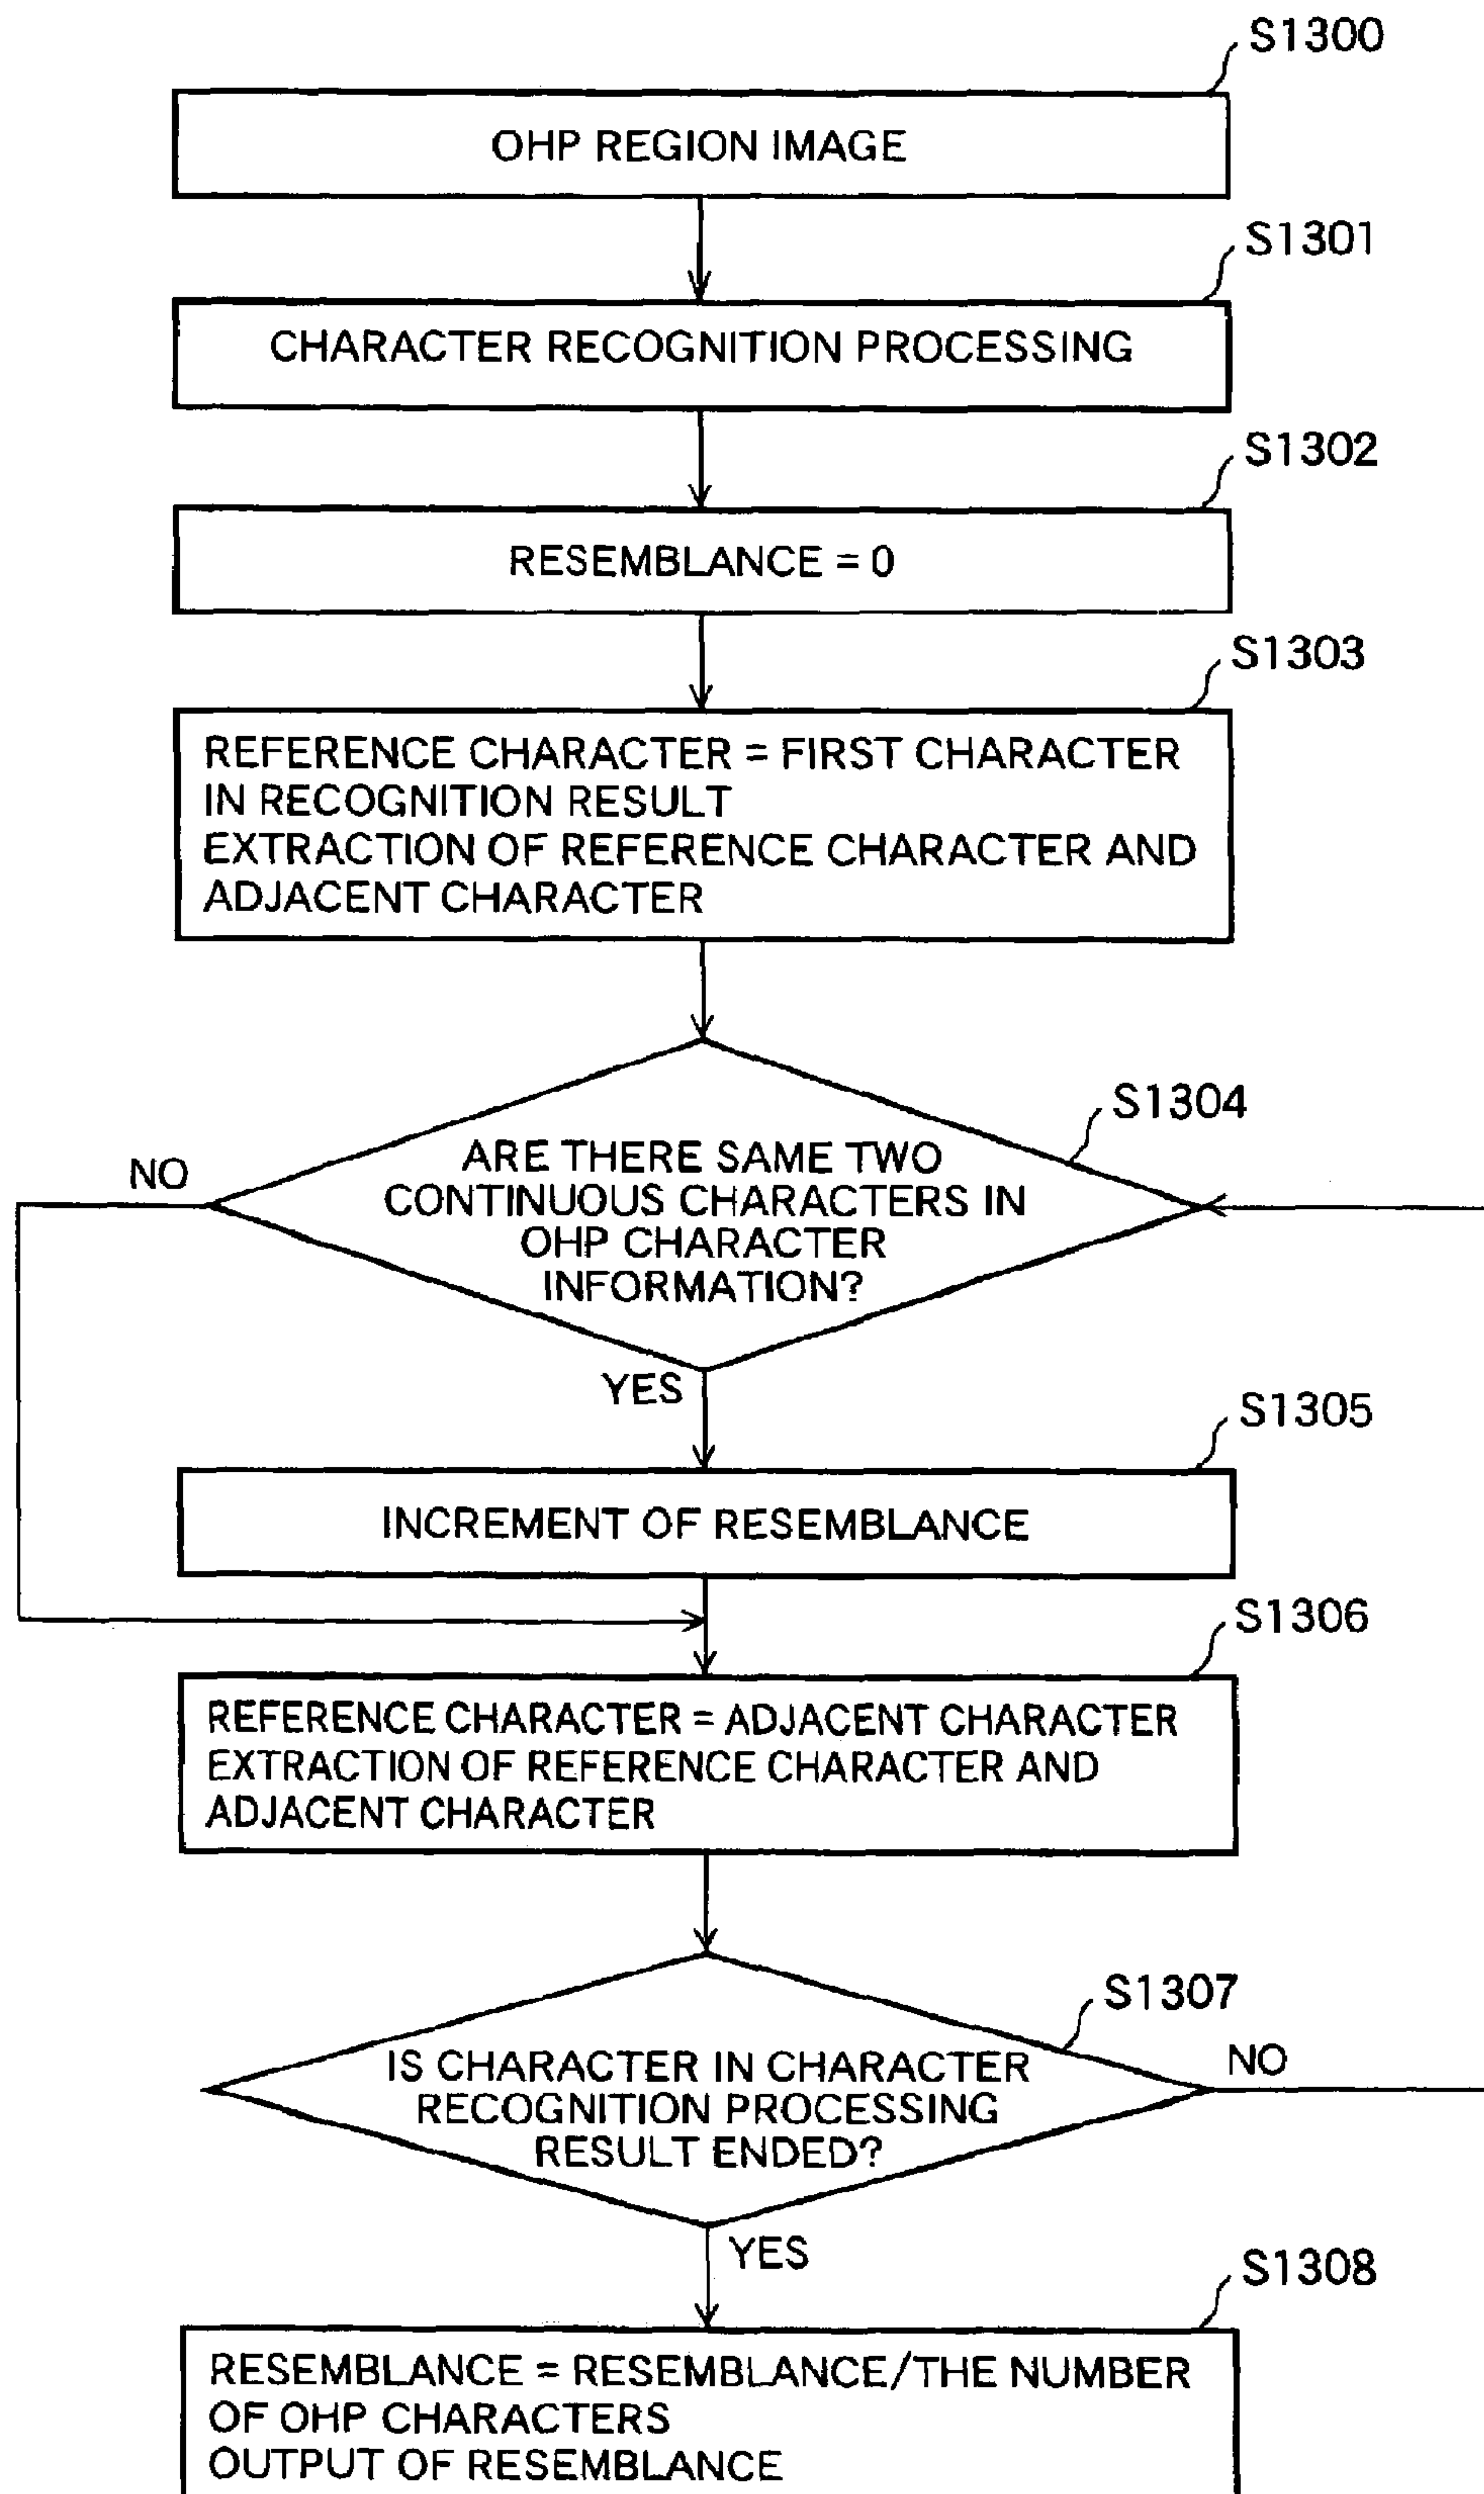 S1300
OHP REGION IMAGE
S1301
CHARACTER RECOGNITION PROCESSING
S1302
RESEMBLANCE = 0
S1303
REFERENCE CHARACTER = FIRST CHARACTER
IN RECOGNITION RESULT
EXTRACTION OF REFERENCE CHARACTER AND
ADJACENT CHARACTER
S1304
NO
ARE THERE SAME TWO
CONTINUOUS CHARACTERS IN
OHP CHARACTER
INFORMATION?
YES
S1305
INCREMENT OF RESEMBLANCE
S1306
REFERENCE CHARACTER = ADJACENT CHARACTER
EXTRACTION OF REFERENCE CHARACTER AND
ADJACENT CHARACTER
S1307
NO
IS CHARACTER IN CHARACTER
RECOGNITION PROCESSING
RESULT ENDED?
YES
S1308
RESEMBLANCE = RESEMBLANCE/THE NUMBER
OF OHP CHARACTERS
OUTPUT OF RESEMBLANCE